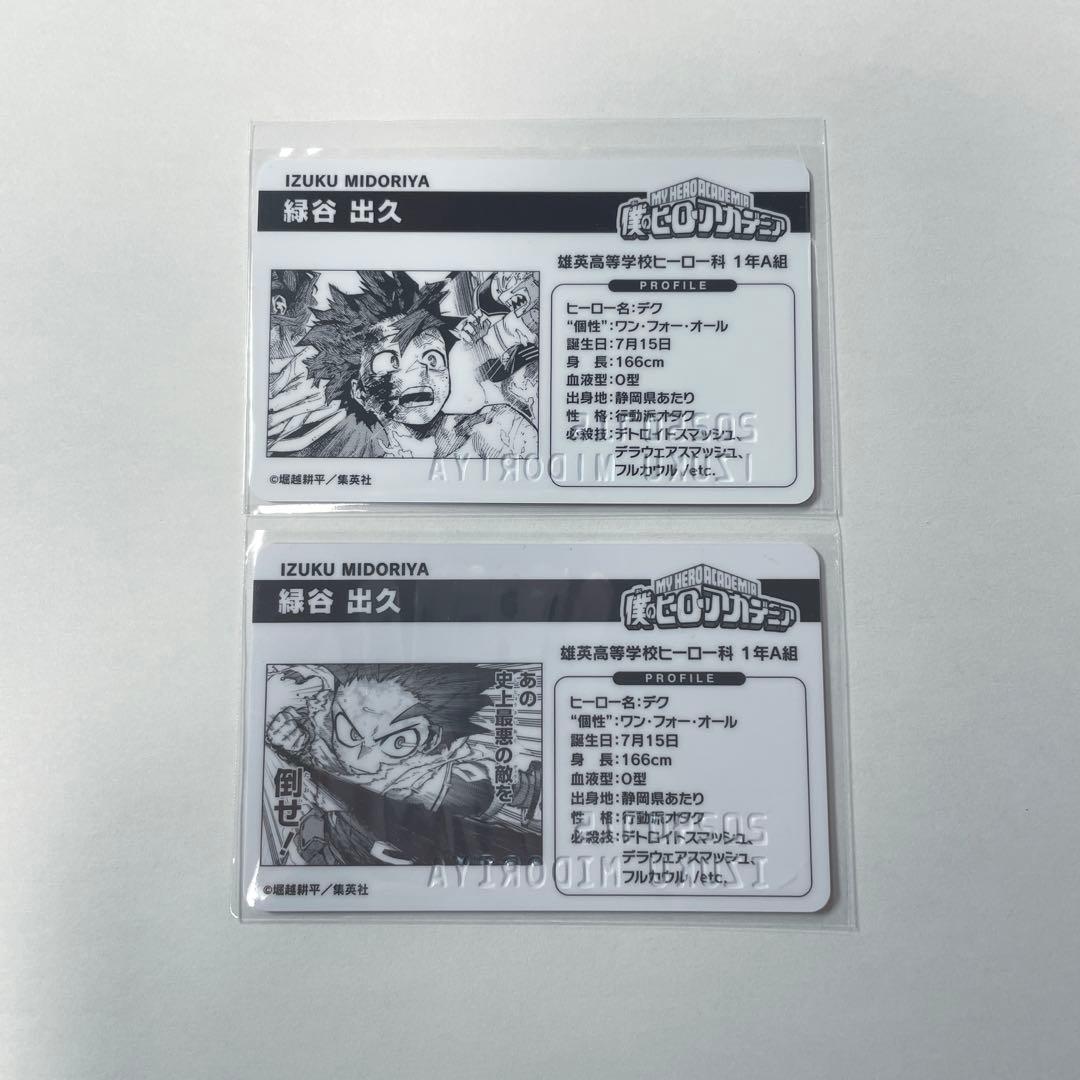 IZUKU MIDORIYA
緑谷 出久
MY HERO ACADEMIA
僕のヒーローアカデミア
雄英高等学校ヒーロー科 1年A組
PROFILE
ヒーロー名:デク
“個性”:ワン・フォー・オール
誕生日:7月15日
身 長:166cm
血液型:O型
出身地:静岡県あたり
性 格:行動派オタク
必殺技:デトロイトスマッシュ、
デラウェアスマッシュ、
フルカウル/etc.
IZUKU MIDORIYA
©堀越耕平/集英社
IZUKU MIDORIYA
緑谷 出久
MY HERO ACADEMIA
僕のヒーローアカデミア
雄英高等学校ヒーロー科 1年A組
PROFILE
ヒーロー名:デク
“個性”:ワン・フォー・オール
誕生日:7月15日
身 長:166cm
血液型:O型
出身地:静岡県あたり
性 格:行動派オタク
必殺技:デトロイトスマッシュ、
デラウェアスマッシュ、
フルカウル/etc.
IZUKU MIDORIYA
あの
史上最悪の敵を
倒せ!
©堀越耕平/集英社